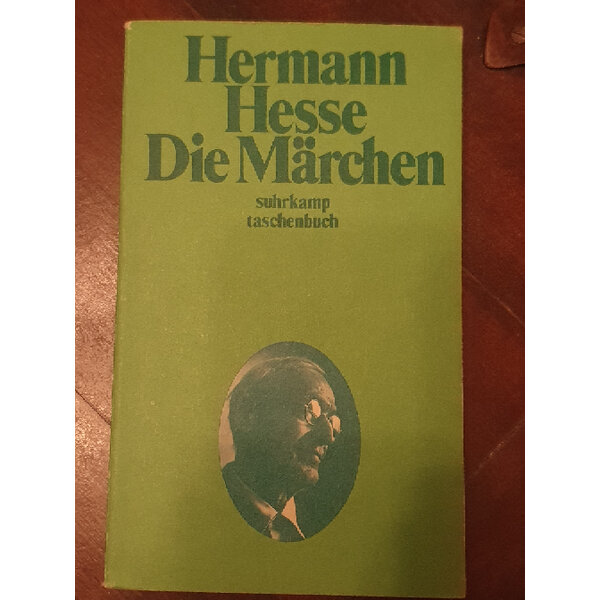 Hermann
Hesse
Die Märchen
suhrkamp
taschenbuch